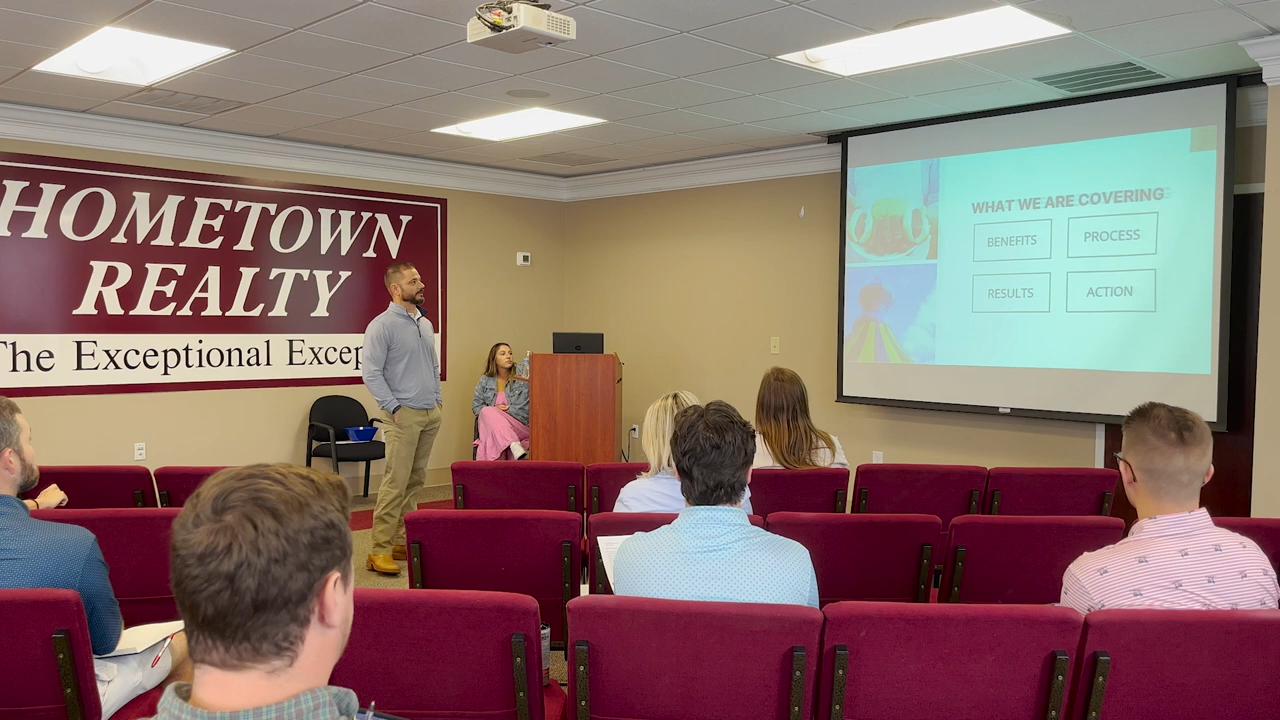 HOMETOWN
REALTY
The Exceptional Excep
WHAT WE ARE COVERING
BENEFITS
PROCESS
RESULTS
ACTION